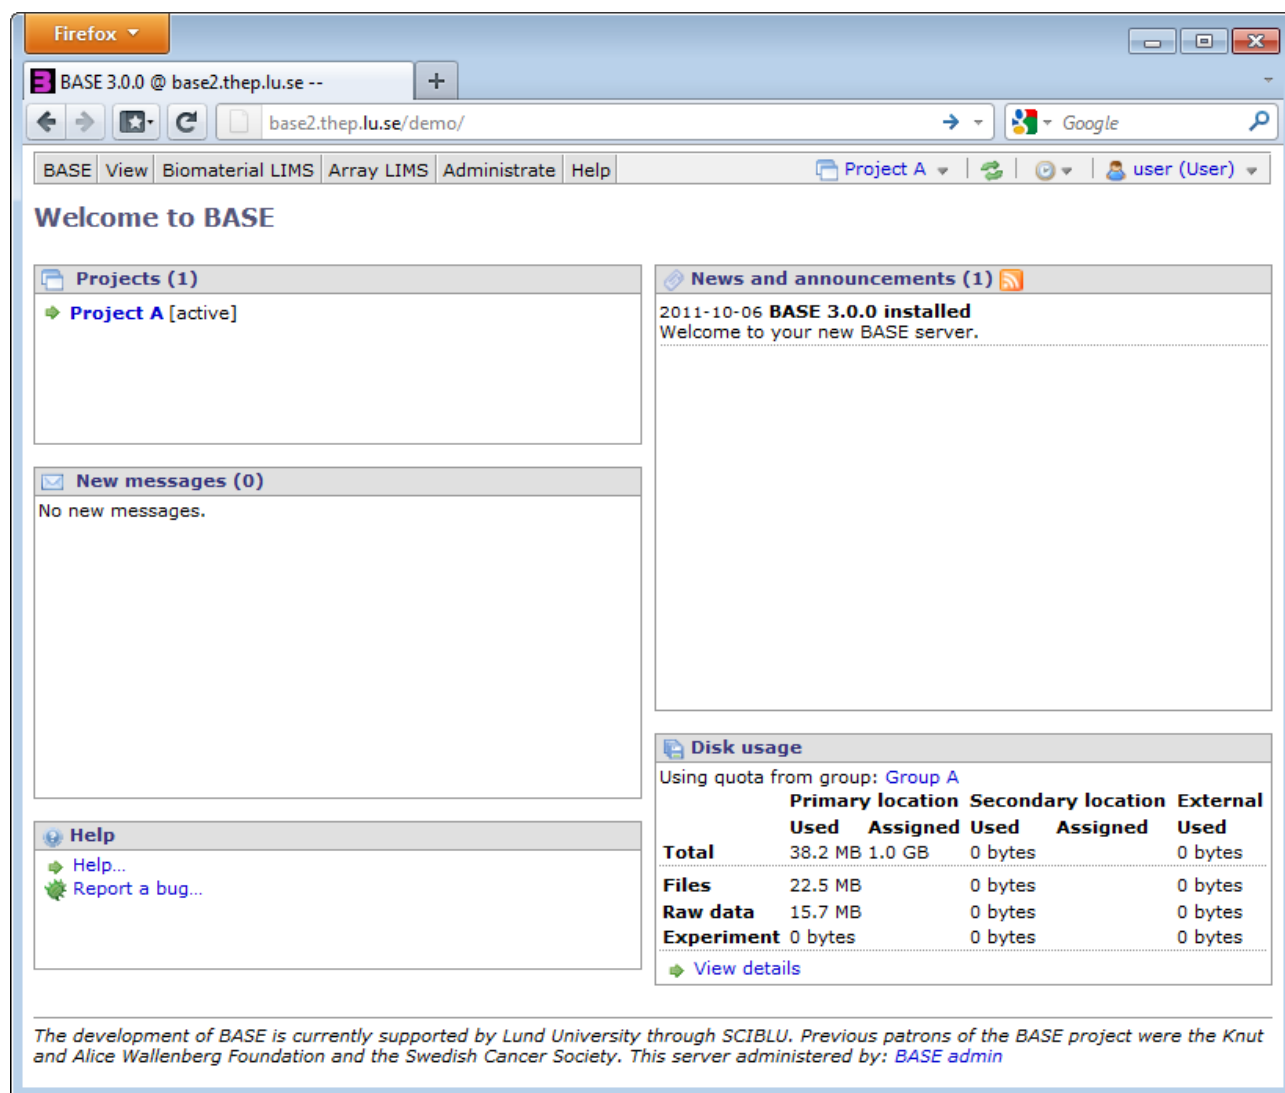 Firefox
BASE 3.0.0 @ base2.thep.lu.se --
base2.thep.lu.se/demo/
Google
BASE View Biomaterial LIMS Array LIMS Administrate Help Project A user (User)
Welcome to BASE
Projects (1)
Project A [active]
New messages (0)
No new messages.
Help
Help...
Report a bug...
News and announcements (1)
2011-10-06 BASE 3.0.0 installed
Welcome to your new BASE server.
Disk usage
Using quota from group: Group A
Primary location Secondary location External
Used Assigned Used Assigned Used
Total 38.2 MB 1.0 GB 0 bytes 0 bytes
Files 22.5 MB 0 bytes 0 bytes
Raw data 15.7 MB 0 bytes 0 bytes
Experiment 0 bytes 0 bytes 0 bytes
View details
The development of BASE is currently supported by Lund University through SCIBLU. Previous patrons of the BASE project were the Knut
and Alice Wallenberg Foundation and the Swedish Cancer Society. This server administered by: BASE admin